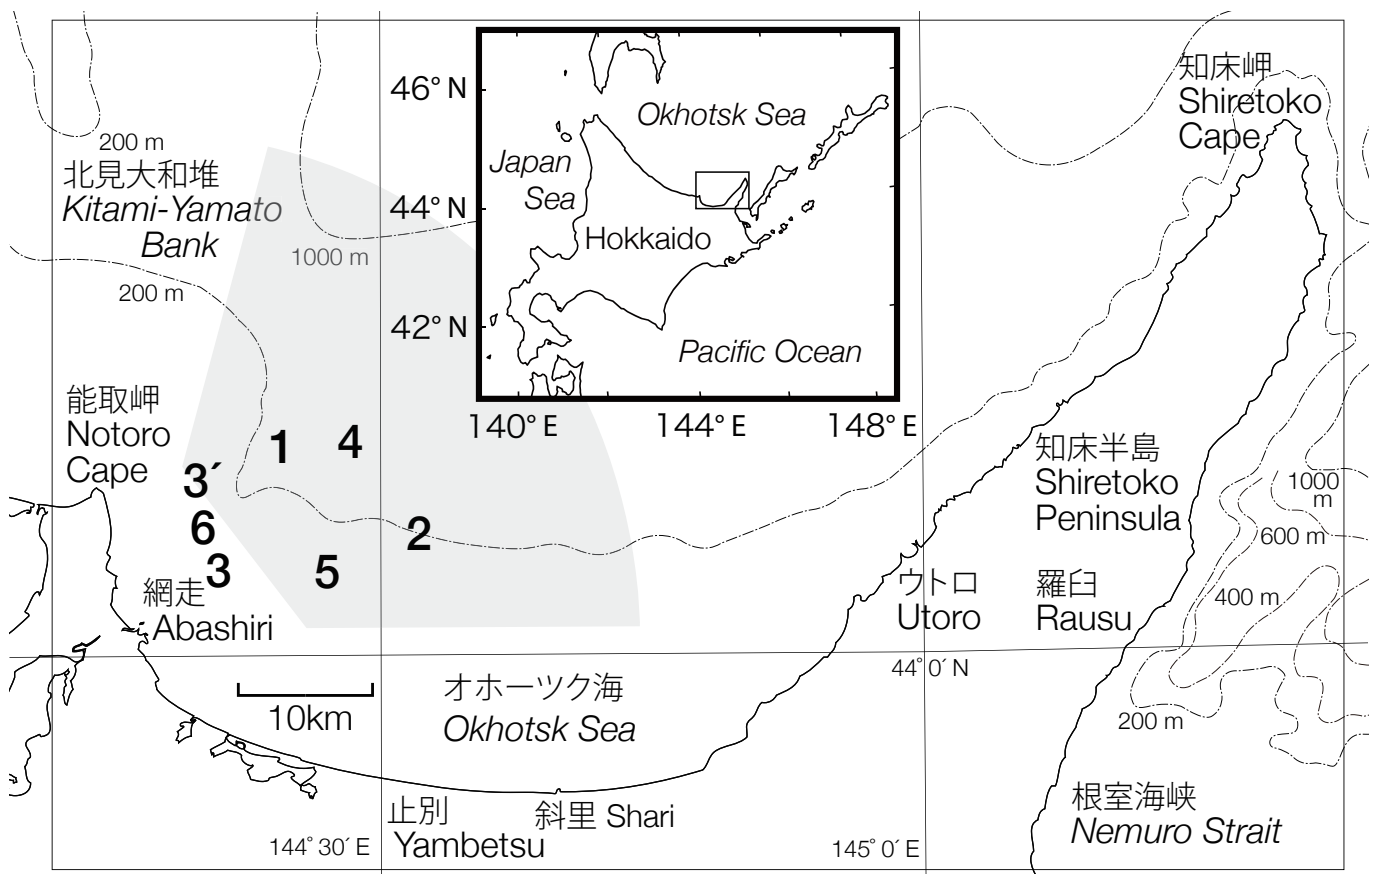 200 m
北見大和堆
Kitami-Yamato
Bank
1000 m
200 m
46° N
44° N
42° N
140° E
144° E
148° E
Okhotsk Sea
Japan
Sea
Hokkaido
Pacific Ocean
知床岬
Shiretoko
Cape
能取岬
Notoro
Cape
1
4
3´
6
2
3
5
網走
Abashiri
知床半島
Shiretoko
Peninsula
1000
m
600 m
400 m
200 m
ウトロ
Utoro
羅臼
Rausu
44° 0´ N
10km
オホーツク海
Okhotsk Sea
止別
Yambetsu
斜里 Shari
根室海峡
Nemuro Strait
144° 30´ E
145° 0´ E